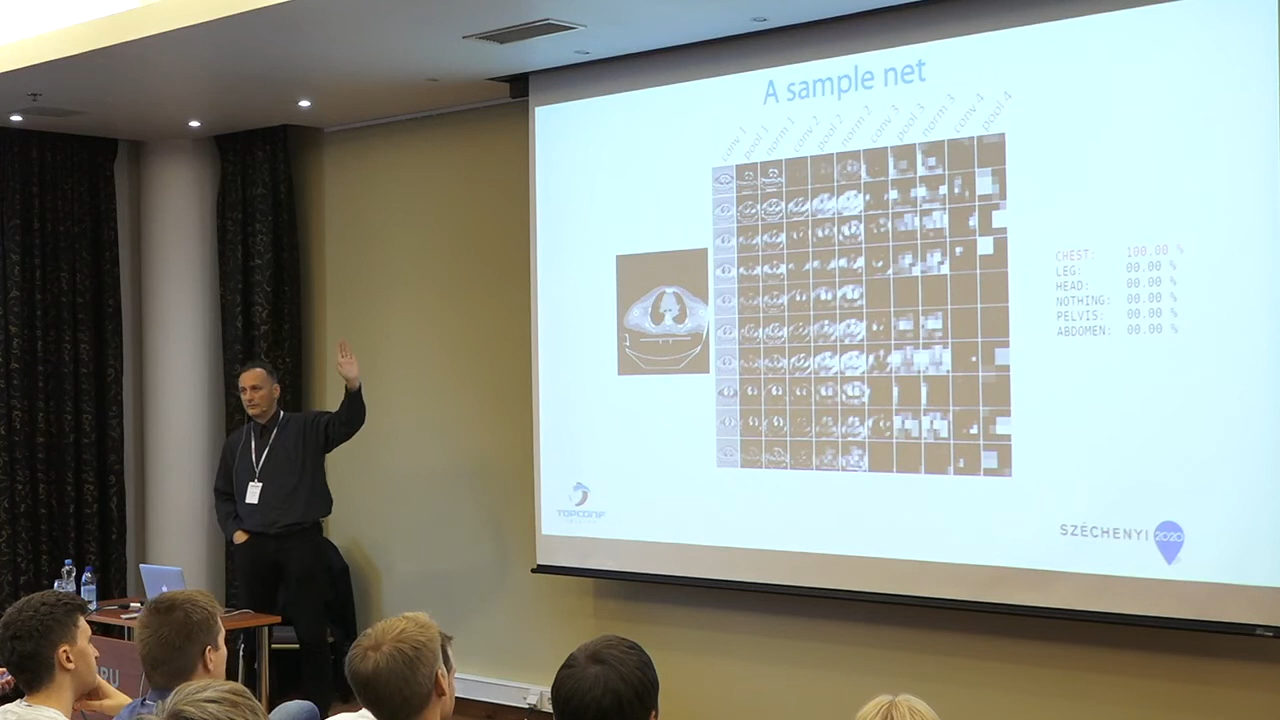 A sample net
conv 1 pool 1 norm 1 conv 2 pool 2 norm 2 conv 3 pool 3 norm 3 conv 4 pool 4
CHEST: 100.00 %
LEG: 00.00 %
HEAD: 00.00 %
NOTHING: 00.00 %
PELVIS: 00.00 %
ABDOMEN: 00.00 %
TOPCONF
SZÉCHENYI 2020